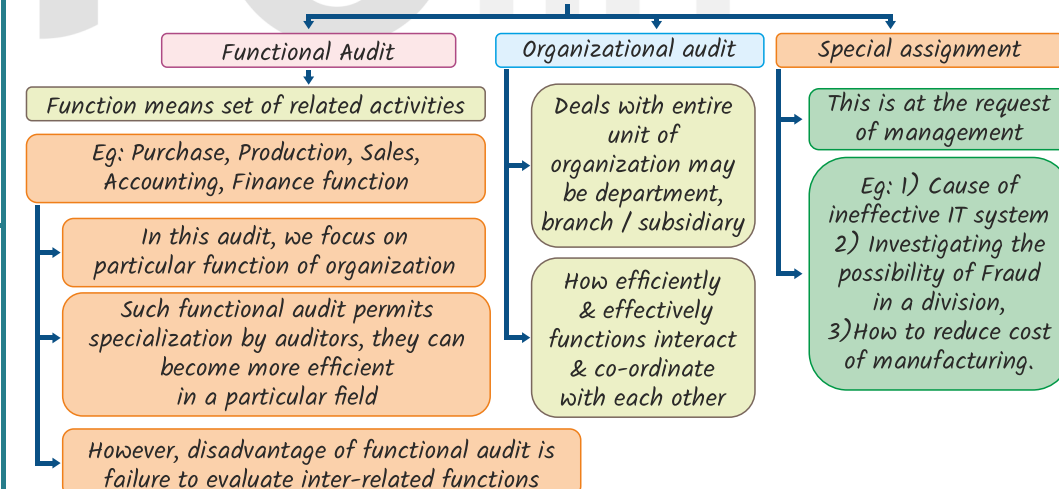 Functional Audit
Function means set of related activities
Eg: Purchase, Production, Sales,
Accounting, Finance function
In this audit, we focus on
particular function of organization
Such functional audit permits
specialization by auditors, they can
become more efficient
in a particular field
However, disadvantage of functional audit is
failure to evaluate inter-related functions
Organizational audit
Deals with entire
unit of
organization may
be department,
branch / subsidiary
How efficiently
& effectively
functions interact
& co-ordinate
with each other
Special assignment
This is at the request
of management
Eg: 1) Cause of
ineffective IT system
2) Investigating the
possibility of Fraud
in a division,
3)How to reduce cost
of manufacturing.